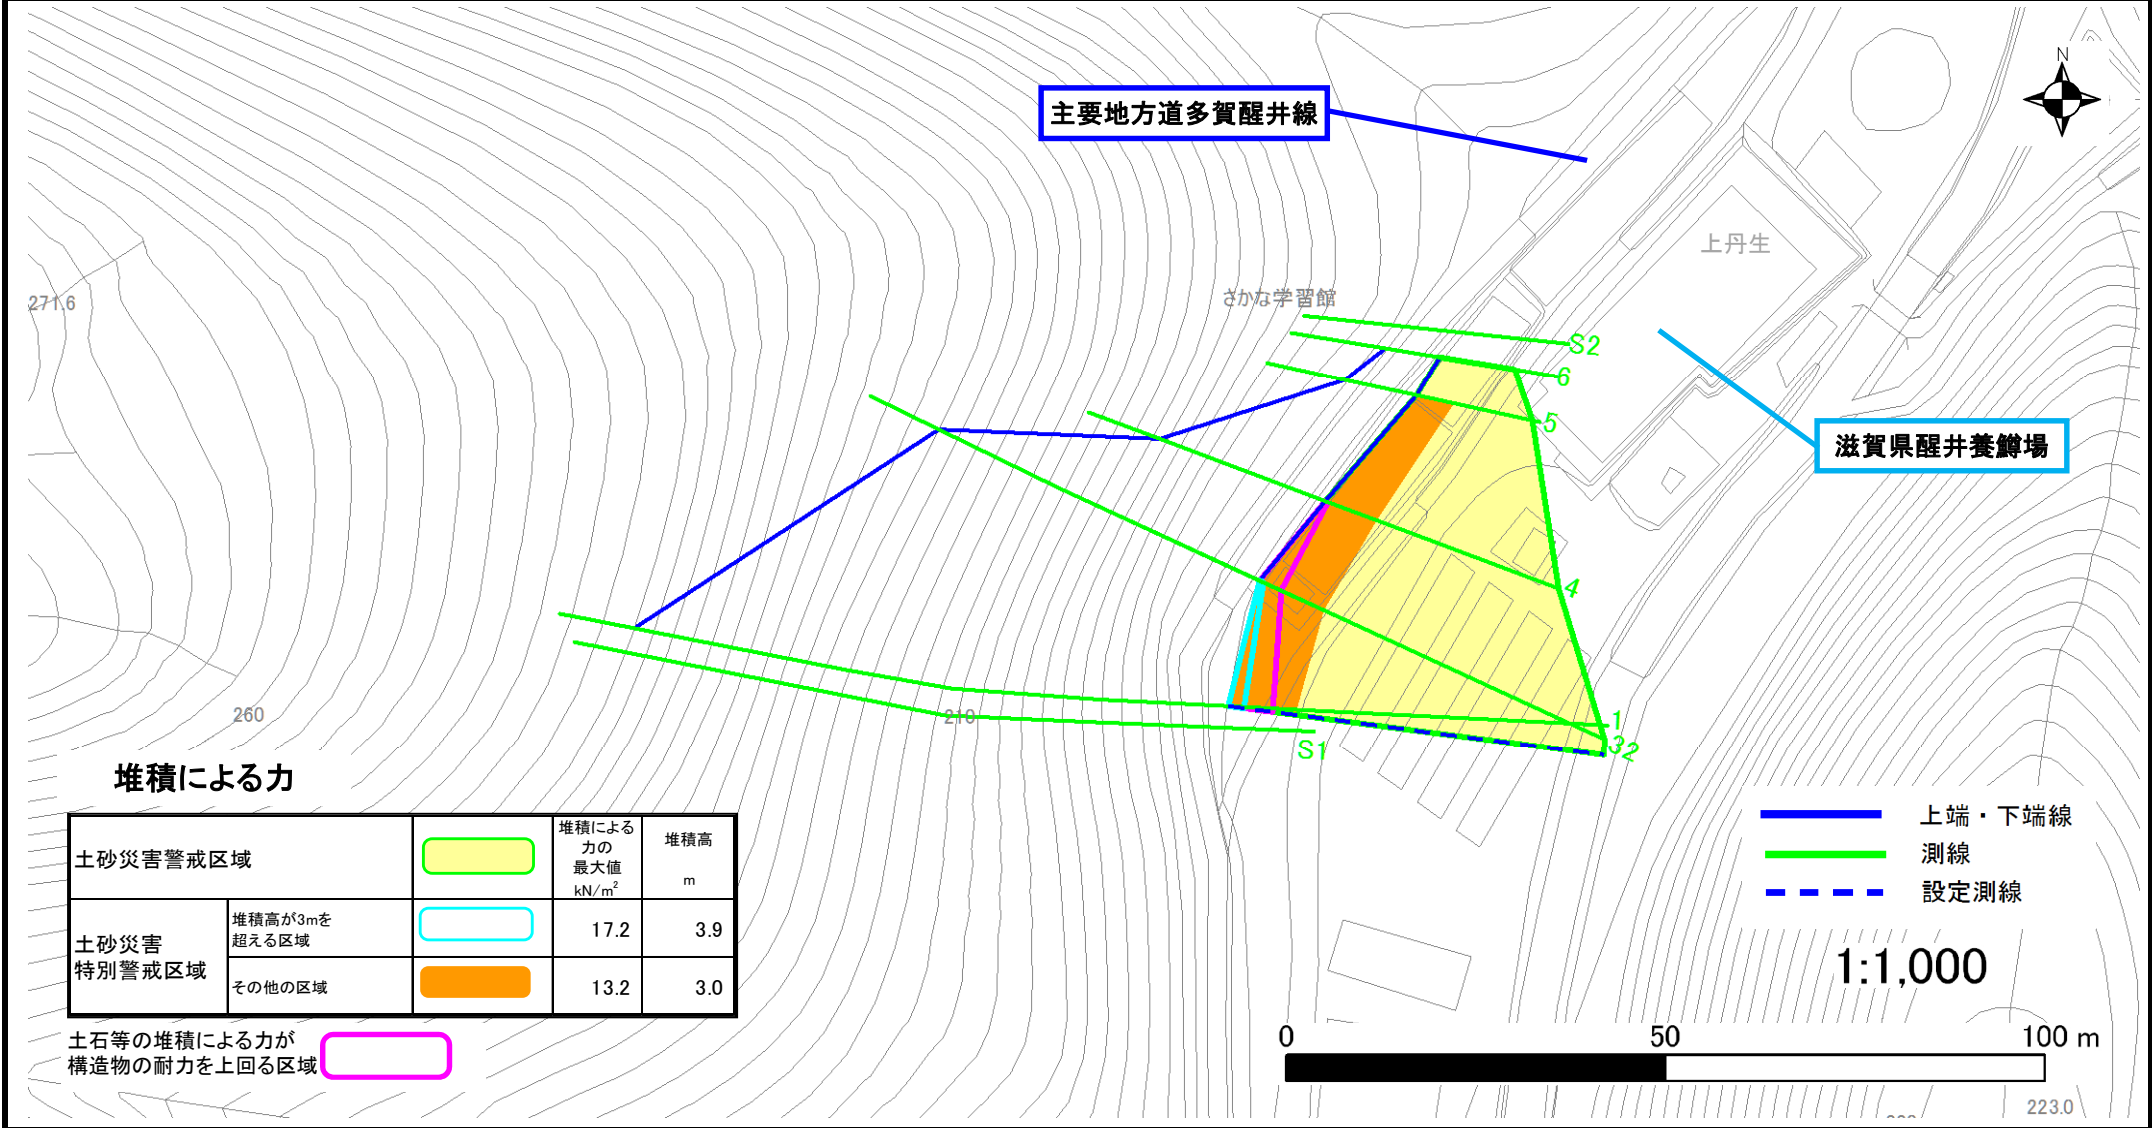 N
主要地方道多賀醒井線
上丹生
271.6
さかな学習館
S2
6
5
滋賀県醒井養鱒場
4
260
210
1
3
2
S1
堆積による力
土砂災害警戒区域
堆積による
力の
最大値
kN/m²
堆積高
m
土砂災害
特別警戒区域
堆積高が3mを
超える区域
17.2
3.9
その他の区域
13.2
3.0
土石等の堆積による力が
構造物の耐力を上回る区域
上端・下端線
測線
設定測線
1:1,000
0
50
100 m
223.0